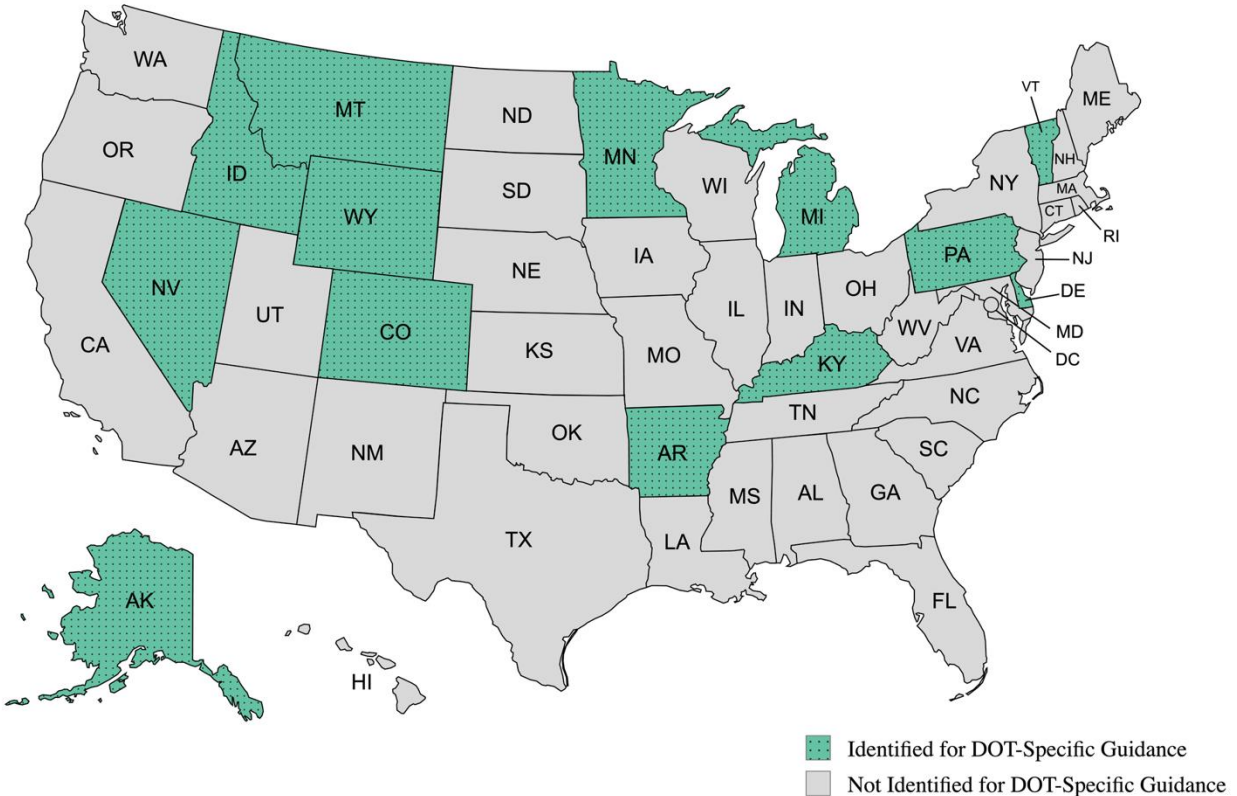 WA
MT
ND
MN
VT
ME
OR
ID
SD
WI
NY
NH
MA
CT
RI
WY
MI
NV
NE
IA
PA
NJ
DE
MD
DC
CA
UT
CO
KS
MO
IL
IN
OH
WV
VA
KY
AZ
NM
OK
AR
TN
NC
SC
MS
AL
GA
TX
LA
FL
AK
HI
Identified for DOT-Specific Guidance
Not Identified for DOT-Specific Guidance